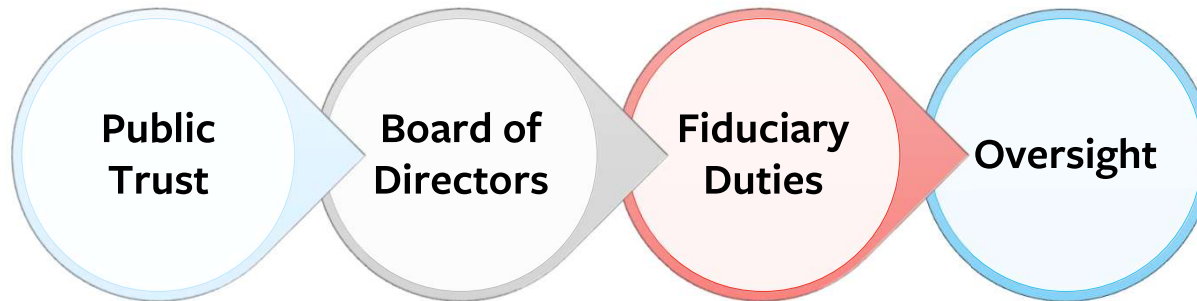 Public
Trust
Board of
Directors
Fiduciary
Duties
Oversight